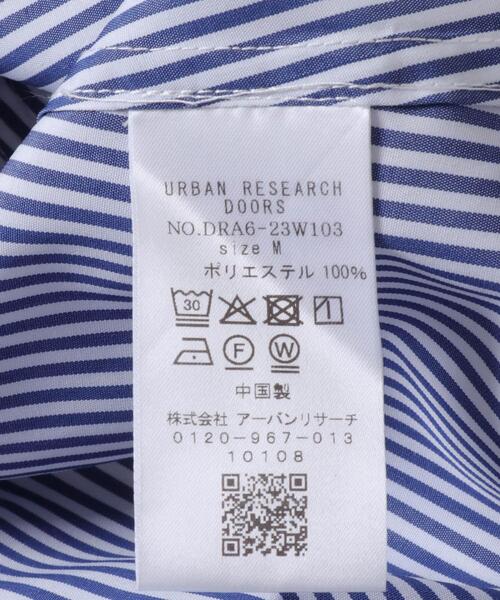 URBAN RESEARCH
DOORS
NO.DRA6-23W103
size M
ポリエステル 100%
30
F W
中国製
株式会社 アーバンリサーチ
0120-967-013
10108